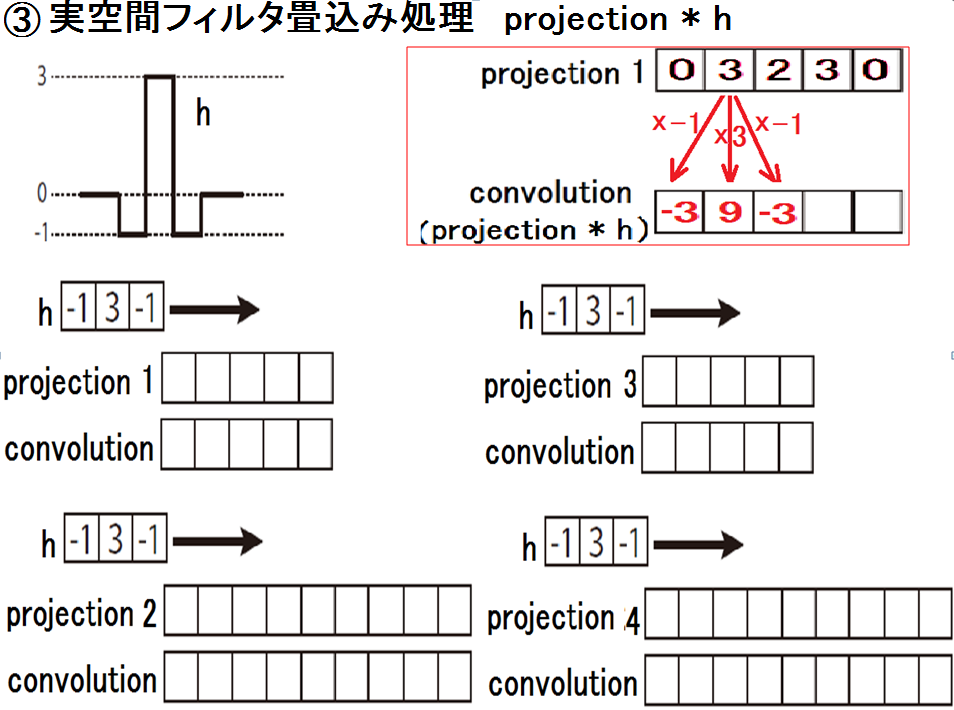 ③ 実空間フィルタ畳込み処理 projection * h
3
h
0
-1
projection 1 0 3 2 3 0
x-1 x3 x-1
convolution
(projection * h)
-3 9 -3
h -1 3 -1
projection 1
convolution
h -1 3 -1
projection 3
convolution
h -1 3 -1
projection 2
convolution
h -1 3 -1
projection 4
convolution